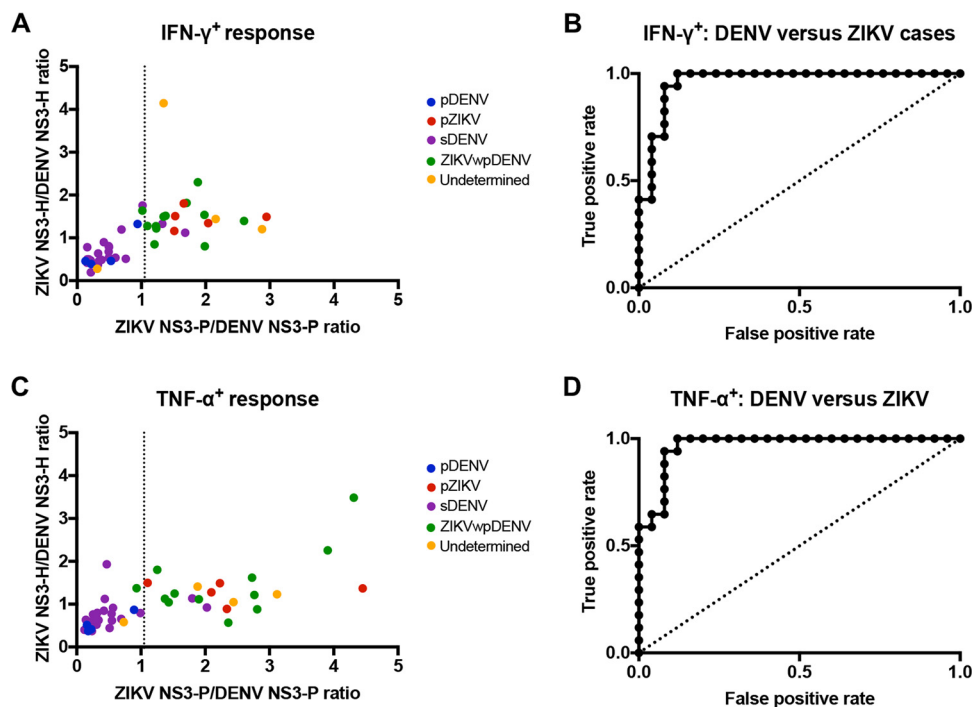 A
IFN-γ+ response
ZIKV NS3-H/DENV NS3-H ratio
5
4
3
2
1
0
0 1 2 3 4 5
ZIKV NS3-P/DENV NS3-P ratio
pDENV
pZIKV
sDENV
ZIKVwpDENV
Undetermined
B
IFN-γ+: DENV versus ZIKV cases
True positive rate
1.0
0.5
0.0
0.0 0.5 1.0
False positive rate
C
TNF-α+ response
ZIKV NS3-H/DENV NS3-H ratio
5
4
3
2
1
0
0 1 2 3 4 5
ZIKV NS3-P/DENV NS3-P ratio
pDENV
pZIKV
sDENV
ZIKVwpDENV
Undetermined
D
TNF-α+: DENV versus ZIKV
True positive rate
1.0
0.5
0.0
0.0 0.5 1.0
False positive rate